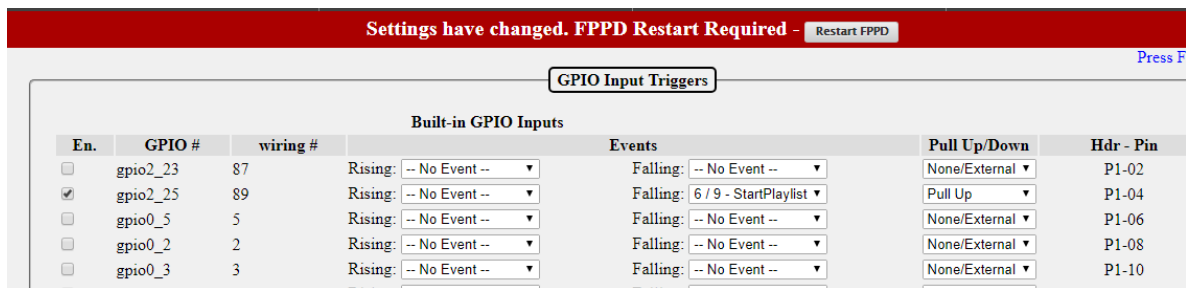 Settings have changed. FPPD Restart Required - Restart FPPD
Press F
GPIO Input Triggers
Built-in GPIO Inputs
En. GPIO # wiring # Events Pull Up/Down Hdr - Pin
gpio2_23 87 Rising: -- No Event -- Falling: -- No Event -- None/External P1-02
gpio2_25 89 Rising: -- No Event -- Falling: 6 / 9 - StartPlaylist Pull Up P1-04
gpio0_5 5 Rising: -- No Event -- Falling: -- No Event -- None/External P1-06
gpio0_2 2 Rising: -- No Event -- Falling: -- No Event -- None/External P1-08
gpio0_3 3 Rising: -- No Event -- Falling: -- No Event -- None/External P1-10